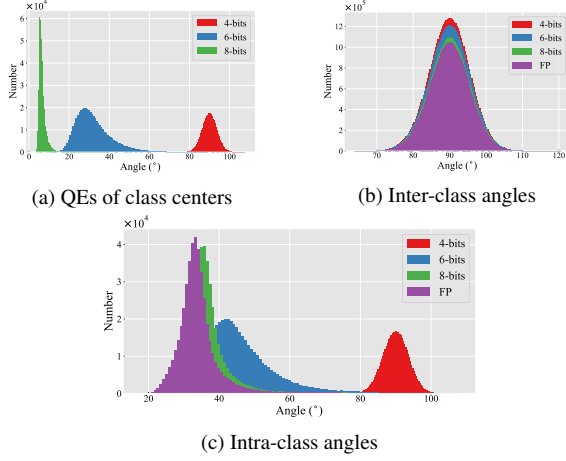 ×10⁴
6
5
4
3
2
1
0
Number
0 20 40 60 80 100
Angle (°)
4-bits
6-bits
8-bits
(a) QEs of class centers
×10⁵
12
10
8
6
4
2
0
Number
70 80 90 100 110 120
Angle (°)
4-bits
6-bits
8-bits
FP
(b) Inter-class angles
×10⁴
4
3
2
1
0
Number
20 40 60 80 100
Angle (°)
4-bits
6-bits
8-bits
FP
(c) Intra-class angles